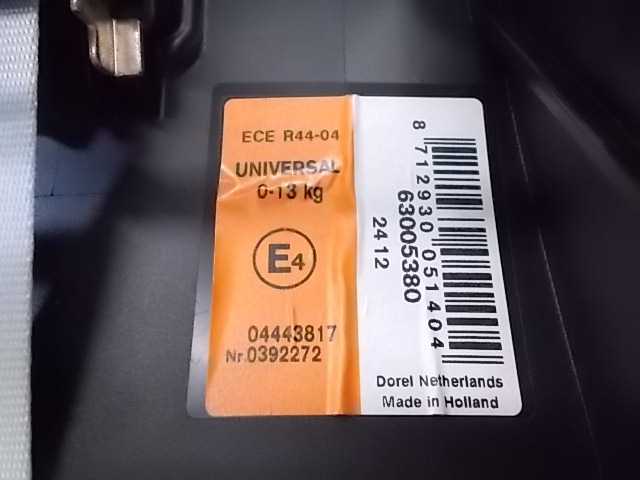 ECE R44-04
UNIVERSAL
0-13 kg
E4
04443817
Nr.0392272
8 712930 051404
63005380
2412
Dorel Netherlands
Made in Holland